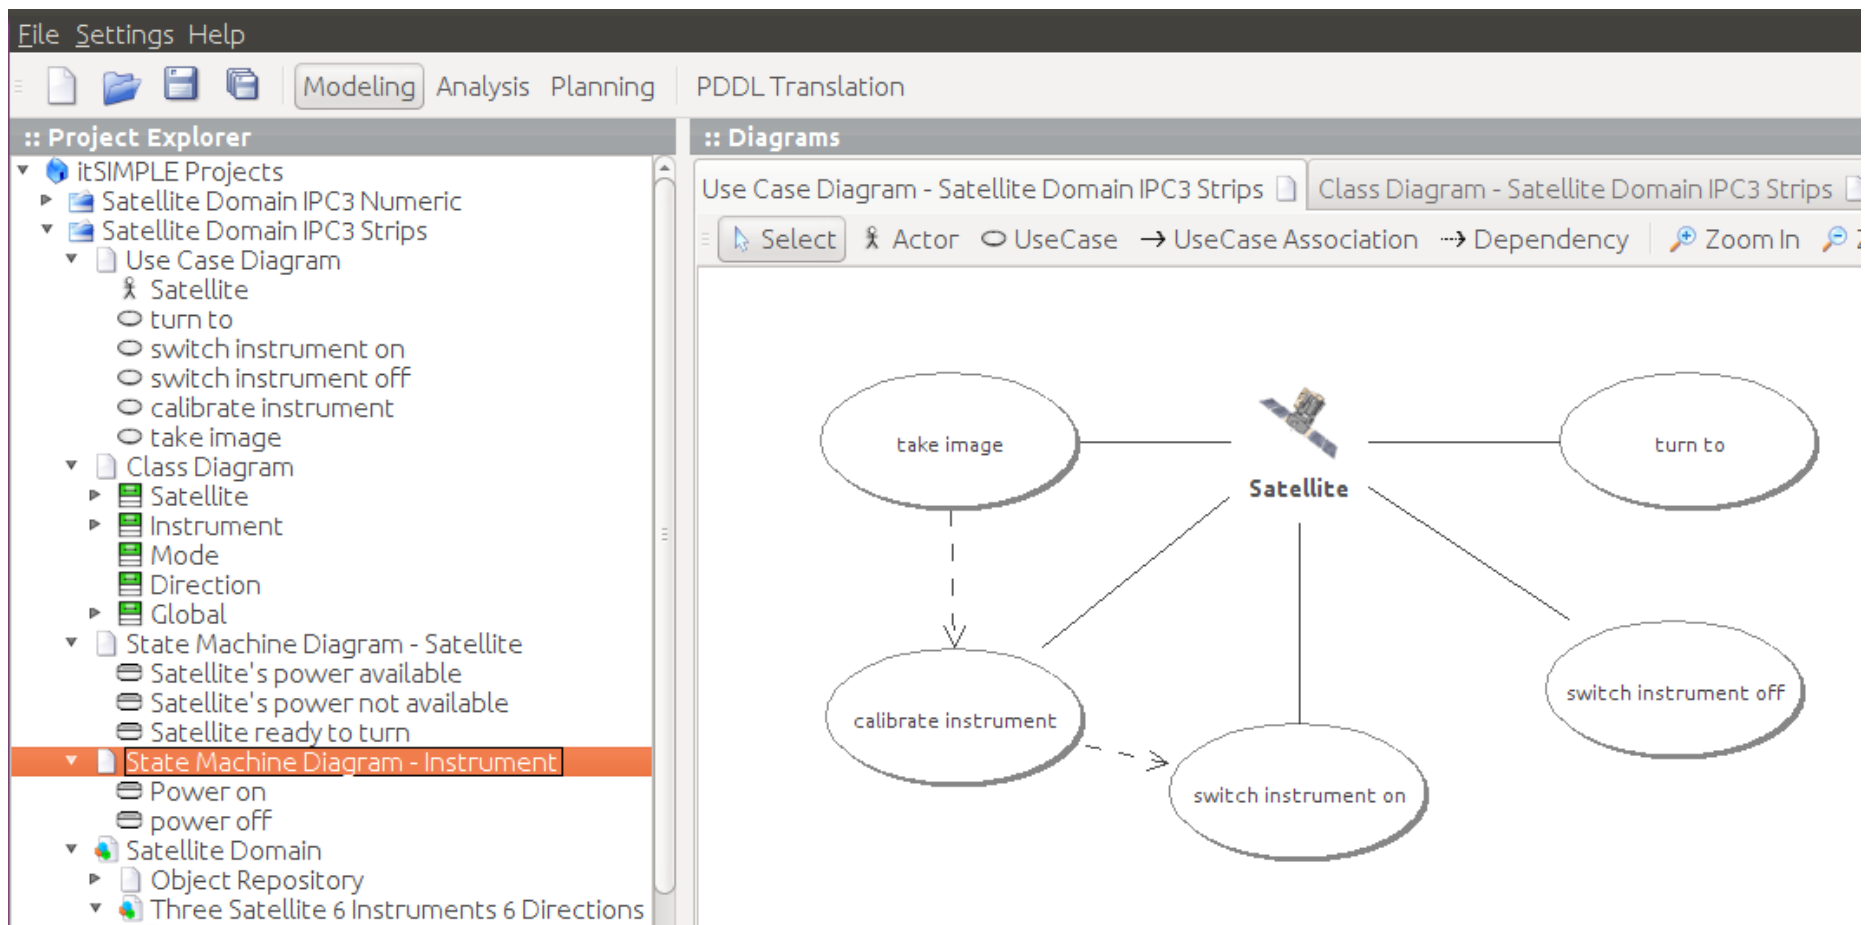 File Settings Help
Modeling Analysis Planning PDDL Translation
:: Project Explorer
itSIMPLE Projects
Satellite Domain IPC3 Numeric
Satellite Domain IPC3 Strips
Use Case Diagram
Satellite
turn to
switch instrument on
switch instrument off
calibrate instrument
take image
Class Diagram
Satellite
Instrument
Mode
Direction
Global
State Machine Diagram - Satellite
Satellite's power available
Satellite's power not available
Satellite ready to turn
State Machine Diagram - Instrument
Power on
power off
Satellite Domain
Object Repository
Three Satellite 6 Instruments 6 Directions
:: Diagrams
Use Case Diagram - Satellite Domain IPC3 Strips Class Diagram - Satellite Domain IPC3 Strips
Select Actor UseCase UseCase Association Dependency Zoom In
take image
Satellite
turn to
calibrate instrument
switch instrument on
switch instrument off